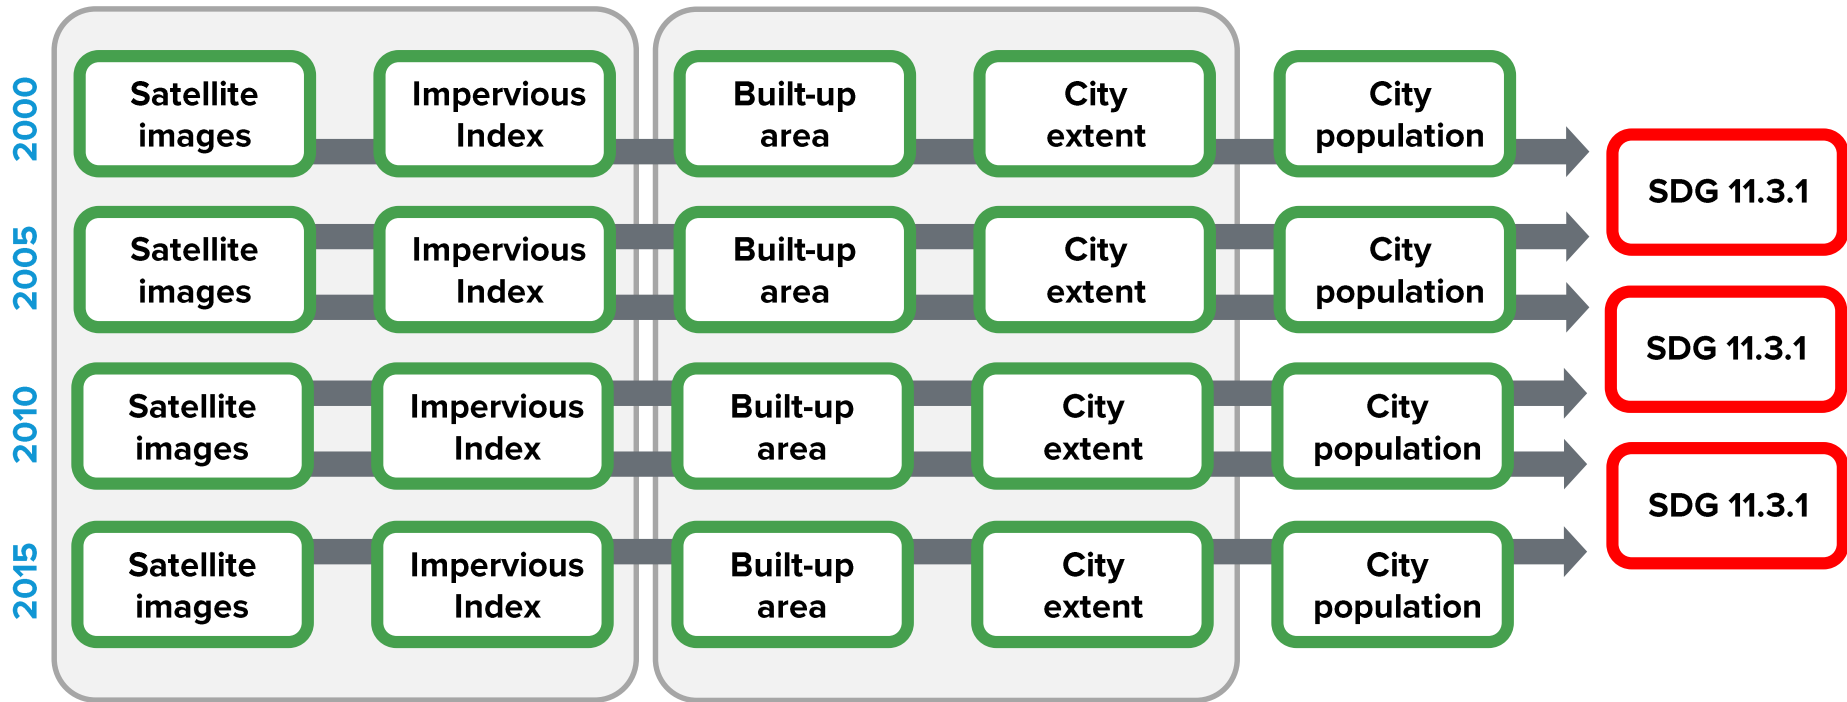 2000
Satellite
images
Impervious
Index
Built-up
area
City
extent
City
population
SDG 11.3.1
2005
Satellite
images
Impervious
Index
Built-up
area
City
extent
City
population
SDG 11.3.1
2010
Satellite
images
Impervious
Index
Built-up
area
City
extent
City
population
SDG 11.3.1
2015
Satellite
images
Impervious
Index
Built-up
area
City
extent
City
population